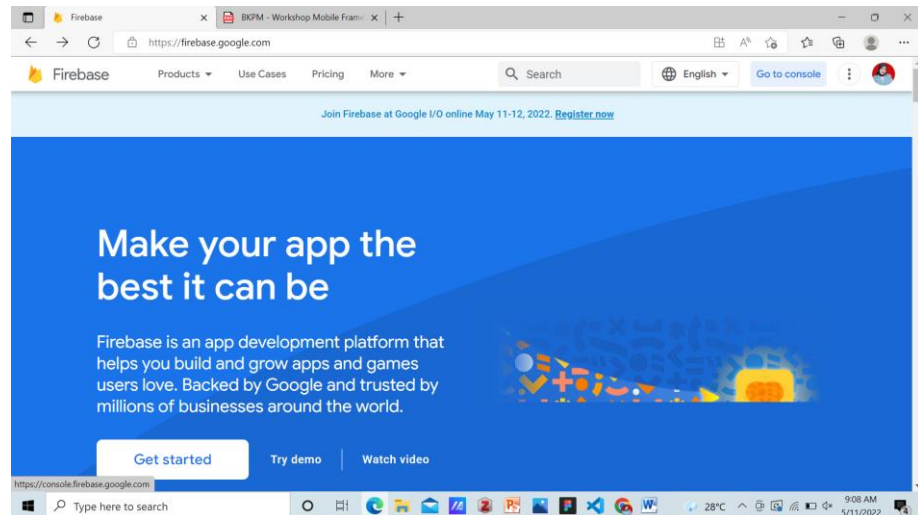 Firebase
BKPM - Workshop Mobile Fram
https://firebase.google.com
Firebase
Products
Use Cases
Pricing
More
Search
English
Go to console
Join Firebase at Google I/O online May 11-12, 2022. Register now
Make your app the
best it can be
Firebase is an app development platform that
helps you build and grow apps and games
users love. Backed by Google and trusted by
millions of businesses around the world.
Get started
Try demo
Watch video
https://console.firebase.google.com
Type here to search
28°C
9:08 AM
5/11/2022